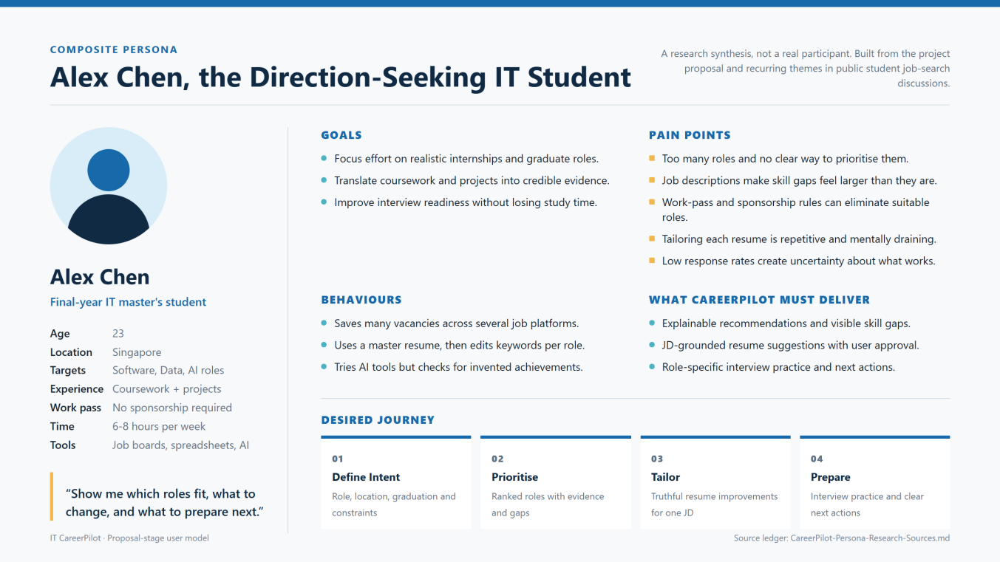 COMPOSITE PERSONA
Alex Chen, the Direction-Seeking IT Student
A research synthesis, not a real participant. Built from the project
proposal and recurring themes in public student job-search
discussions.
Alex Chen
Final-year IT master's student
Age 23
Location Singapore
Targets Software, Data, AI roles
Experience Coursework + projects
Work pass No sponsorship required
Time 6-8 hours per week
Tools Job boards, spreadsheets, AI
“Show me which roles fit, what to
change, and what to prepare next.”
GOALS
Focus effort on realistic internships and graduate roles.
Translate coursework and projects into credible evidence.
Improve interview readiness without losing study time.
PAIN POINTS
Too many roles and no clear way to prioritise them.
Job descriptions make skill gaps feel larger than they are.
Work-pass and sponsorship rules can eliminate suitable
roles.
Tailoring each resume is repetitive and mentally draining.
Low response rates create uncertainty about what works.
BEHAVIOURS
Saves many vacancies across several job platforms.
Uses a master resume, then edits keywords per role.
Tries AI tools but checks for invented achievements.
WHAT CAREERPILOT MUST DELIVER
Explainable recommendations and visible skill gaps.
JD-grounded resume suggestions with user approval.
Role-specific interview practice and next actions.
DESIRED JOURNEY
01
Define Intent
Role, location, graduation and
constraints
02
Prioritise
Ranked roles with evidence
and gaps
03
Tailor
Truthful resume improvements
for one JD
04
Prepare
Interview practice and clear
next actions
IT CareerPilot · Proposal-stage user model
Source ledger: CareerPilot-Persona-Research-Sources.md